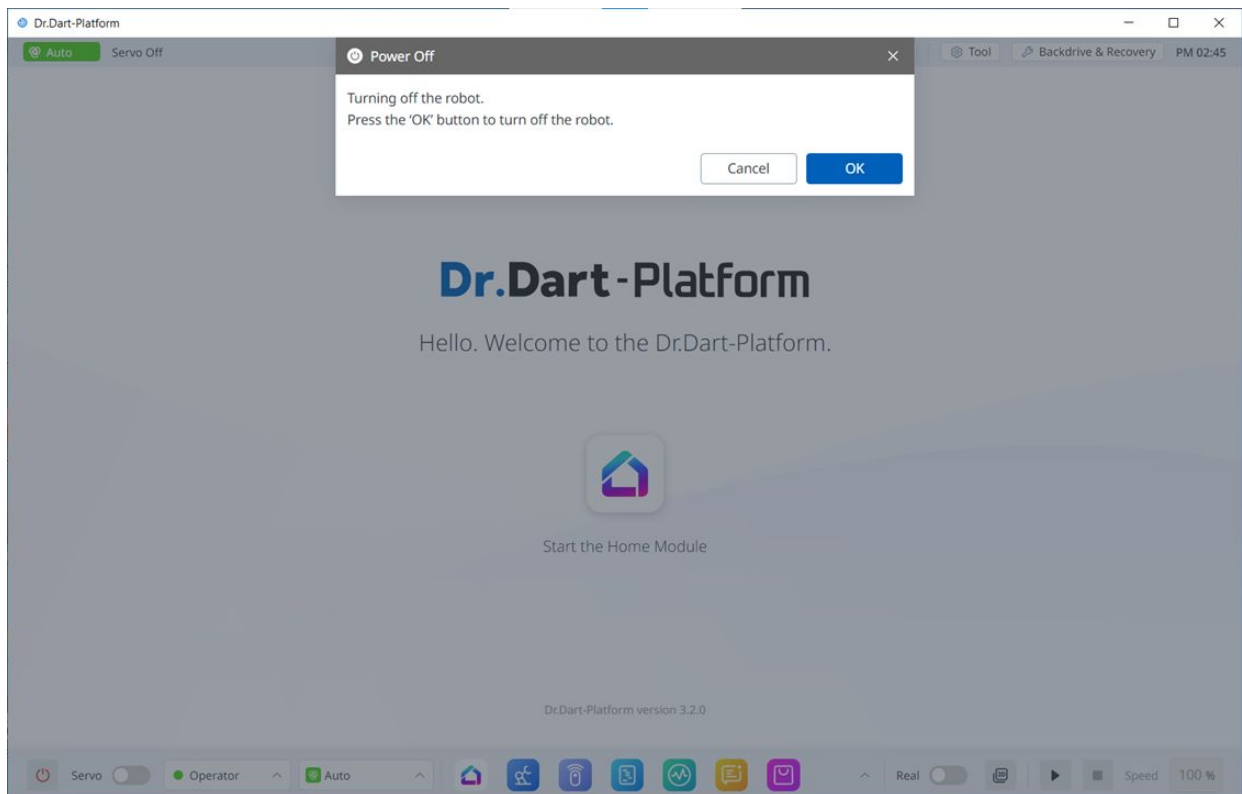 Dr.Dart-Platform
Auto
Servo Off
Power Off
Tool
Backdrive & Recovery
PM 02:45
Turning off the robot.
Press the ‘OK’ button to turn off the robot.
Cancel
OK
Dr.Dart-Platform
Hello. Welcome to the Dr.Dart-Platform.
Start the Home Module
Dr.Dart-Platform version 3.2.0
Servo
Operator
Auto
Real
3D
Speed
100 %